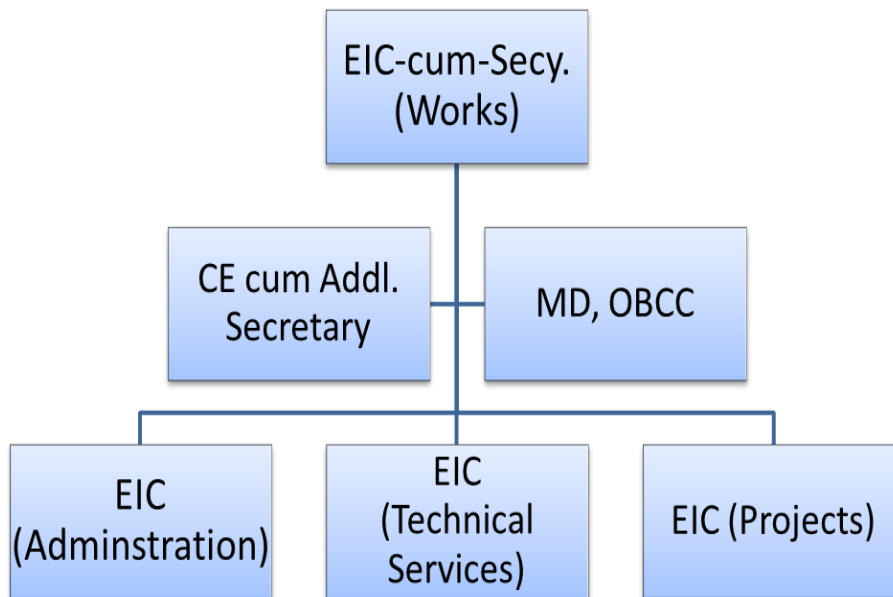 EIC-cum-Secy.
(Works)
CE cum Addl.
Secretary
MD, OBCC
EIC
(Adminstration)
EIC
(Technical
Services)
EIC (Projects)